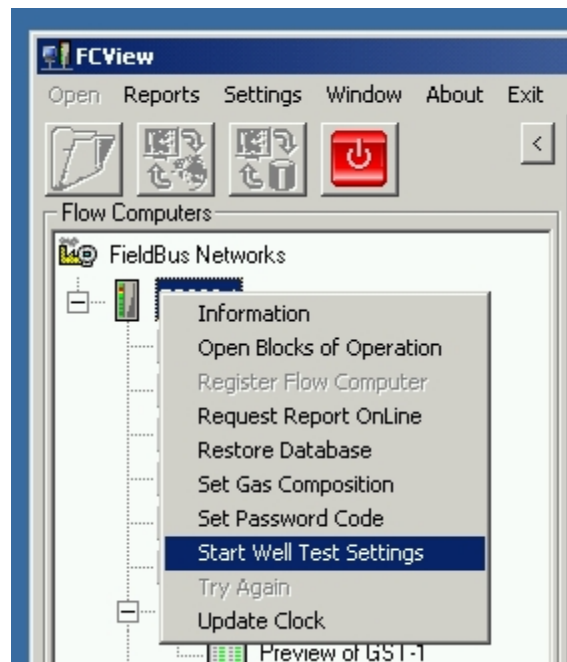 FCView
Open Reports Settings Window About Exit
<
Flow Computers
FieldBus Networks
Information
Open Blocks of Operation
Register Flow Computer
Request Report OnLine
Restore Database
Set Gas Composition
Set Password Code
Start Well Test Settings
Try Again
Update Clock
Preview of GST-1